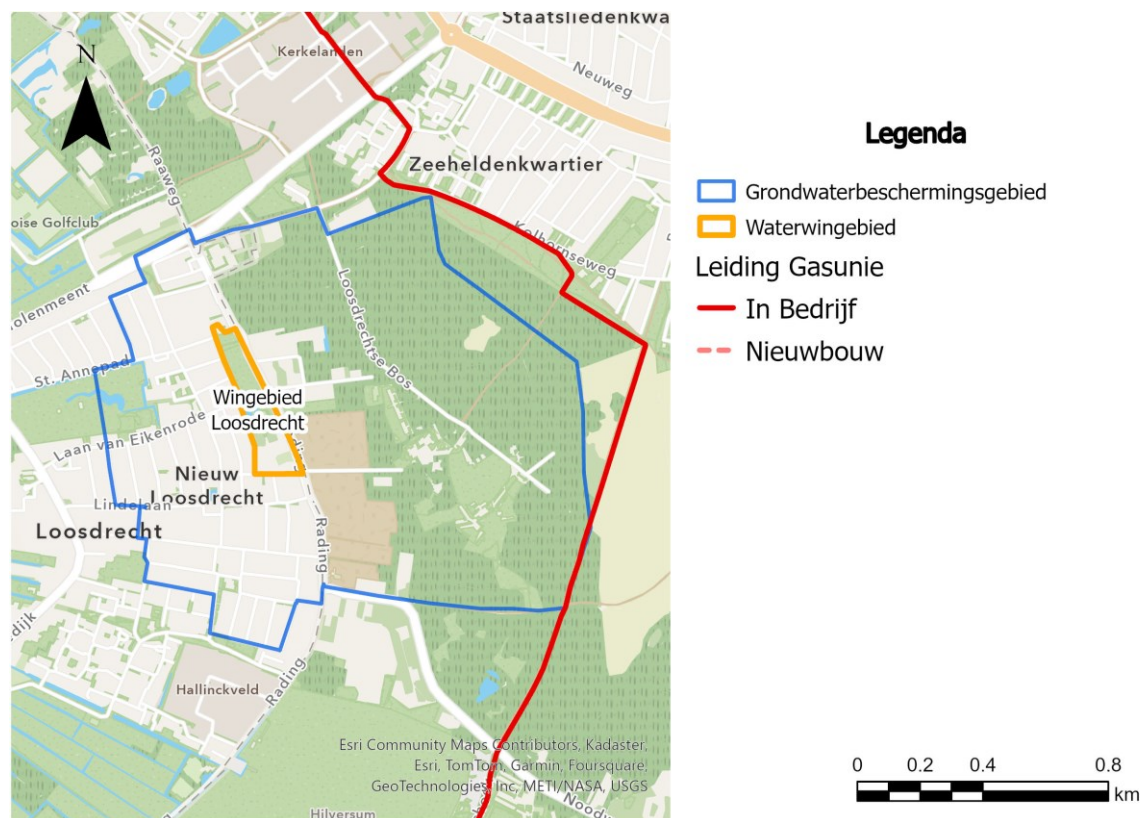 Staatsliedenkwa
Kerkelanden
N
Neuweg
Raaweg
Zeeheldenkwartier
oise Golfclub
Kolhornseweg
olenmeent
Loosdrechtse Bos
St. Annepad
Wingebied
Loosdrecht
Laan van Eikenrode
ding
Nieuw
Loosdrecht
Lindelaan
Loosdrecht
Rading
edijk
Hallinckveld
Rading
Esri Community Maps Contributors, Kadaster,
Esri, TomTom, Garmin, Foursquare,
GeoTechnologies, Inc, METI/NASA, USGS
Noodw
Hilversum
Legenda
Grondwaterbeschermingsgebied
Waterwingebied
Leiding Gasunie
In Bedrijf
Nieuwbouw
0 0.2 0.4 0.8
km